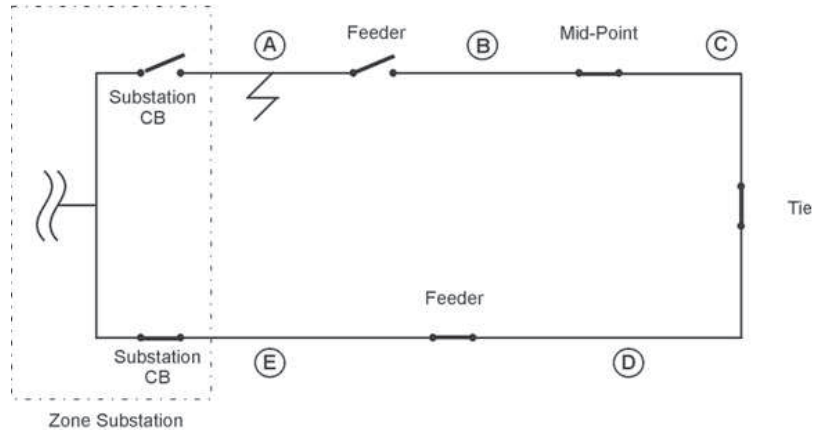 A
Feeder
B
Mid-Point
C
Substation
CB
Tie
Feeder
Substation
CB
E
D
Zone Substation